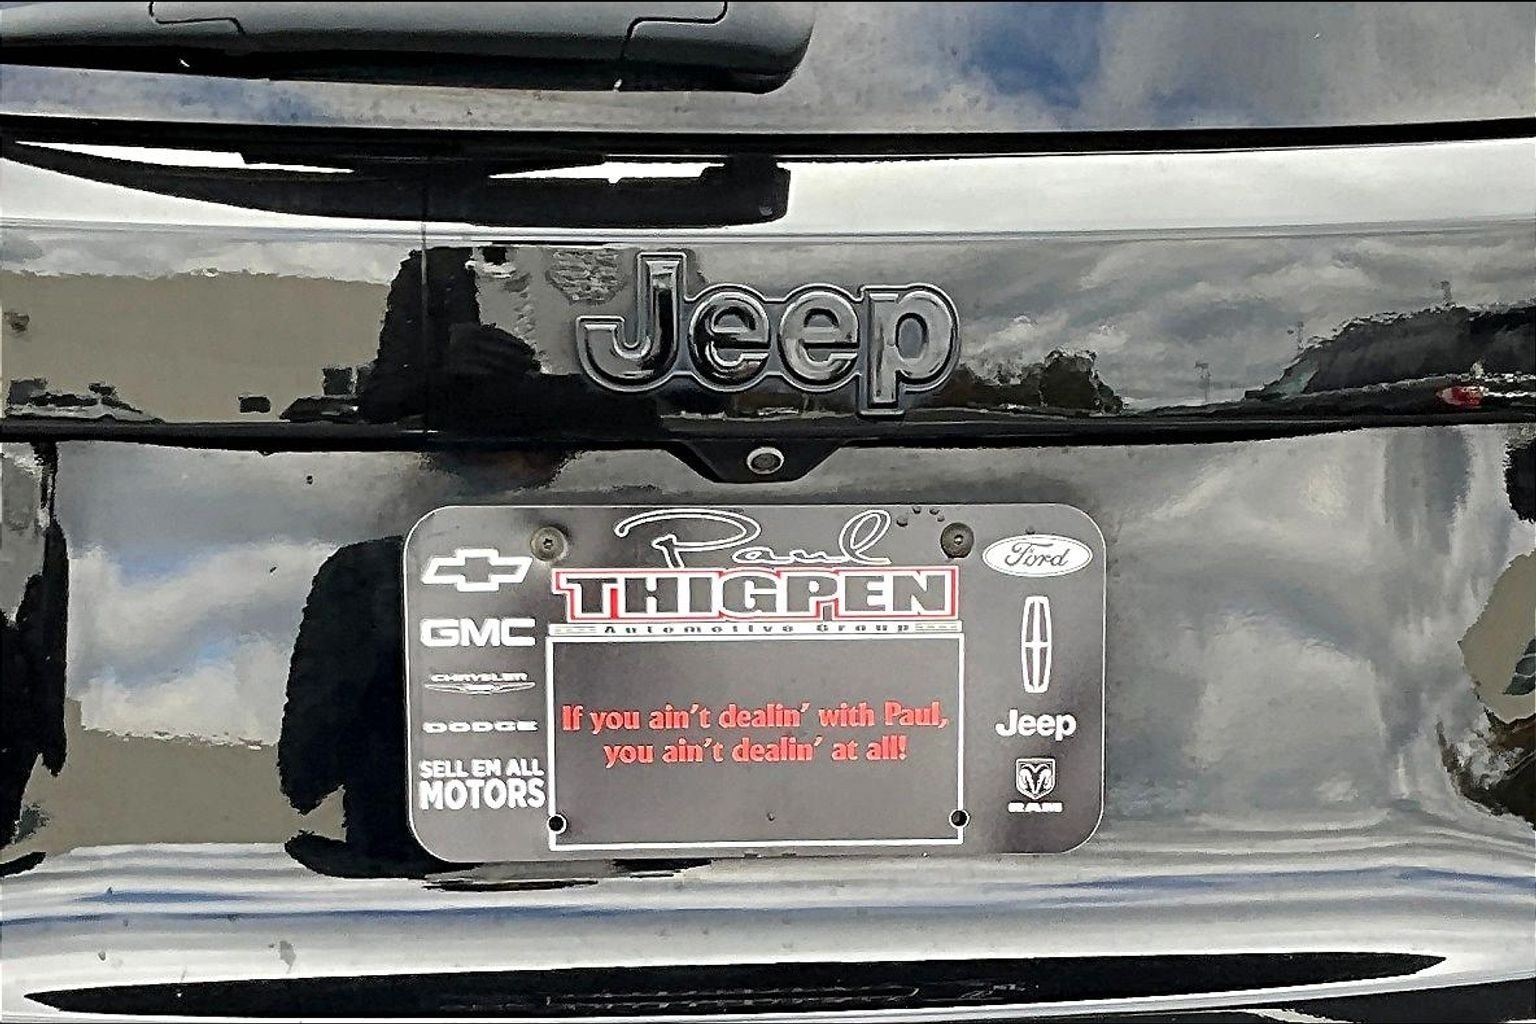 Jeep
Paul
THIGPEN
Automotive Group
GMC
CHRYSLER
DODGE
SELL EM ALL
MOTORS
If you ain't dealin' with Paul,
you ain't dealin' at all!
Ford
Jeep
RAM